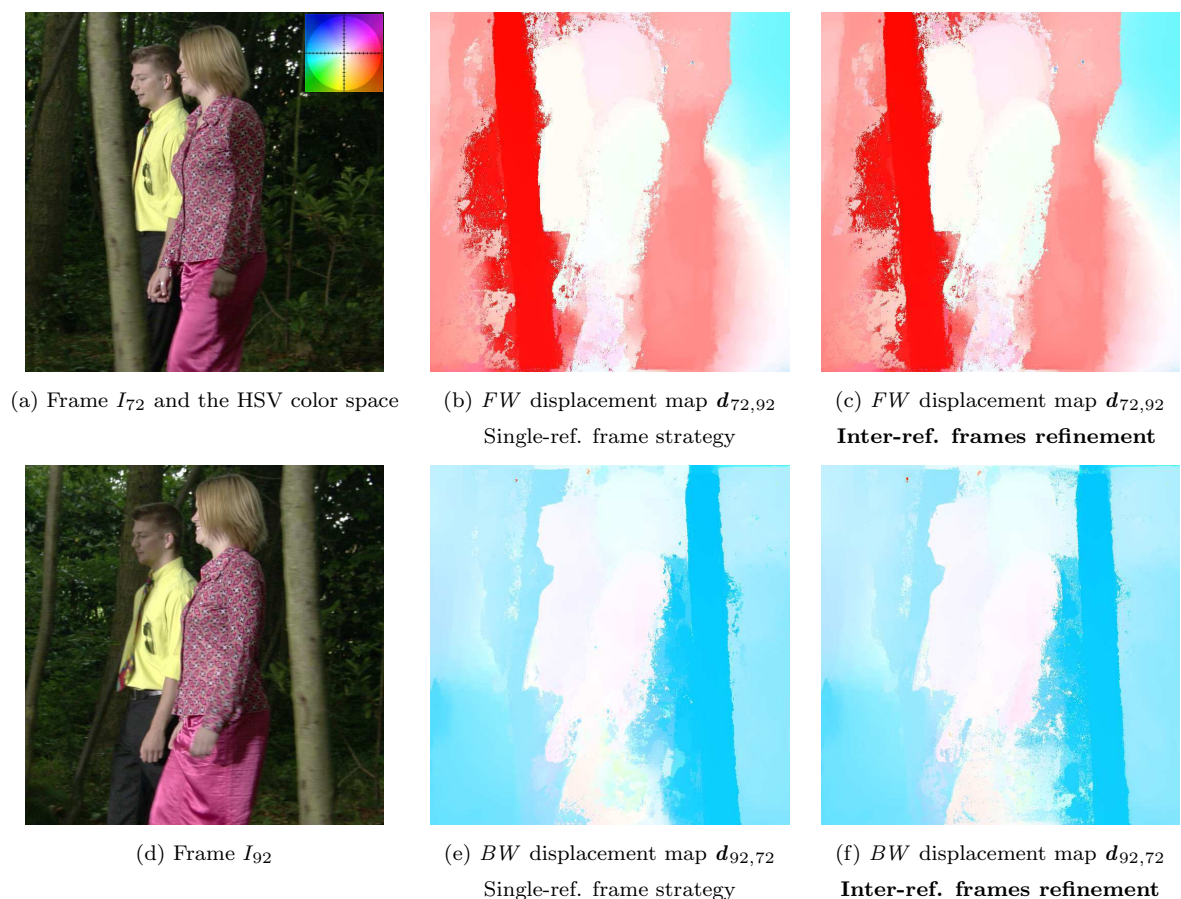 (a) Frame I72 and the HSV color space
(b) FW displacement map d72,92
Single-ref. frame strategy
(c) FW displacement map d72,92
Inter-ref. frames refinement
(d) Frame I92
(e) BW displacement map d92,72
Single-ref. frame strategy
(f) BW displacement map d92,72
Inter-ref. frames refinement